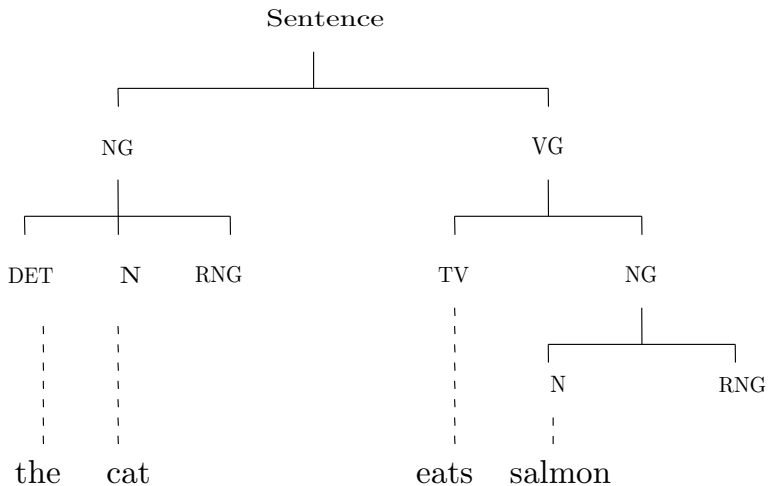 Sentence
NG VG
DET N RNG TV NG
N RNG
the cat eats salmon